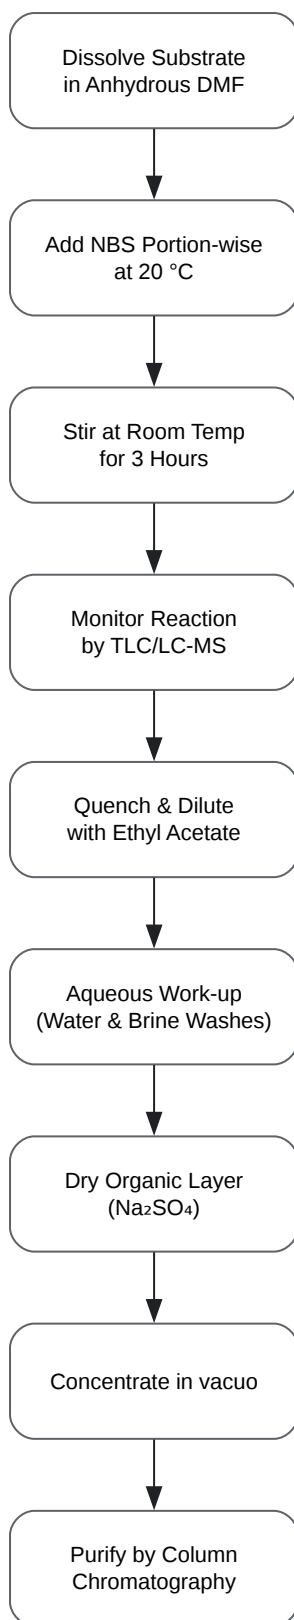 Dissolve Substrate
in Anhydrous DMF
Add NBS Portion-wise
at 20 °C
Stir at Room Temp
for 3 Hours
Monitor Reaction
by TLC/LC-MS
Quench & Dilute
with Ethyl Acetate
Aqueous Work-up
(Water & Brine Washes)
Dry Organic Layer
(Na₂SO₄)
Concentrate in vacuo
Purify by Column
Chromatography